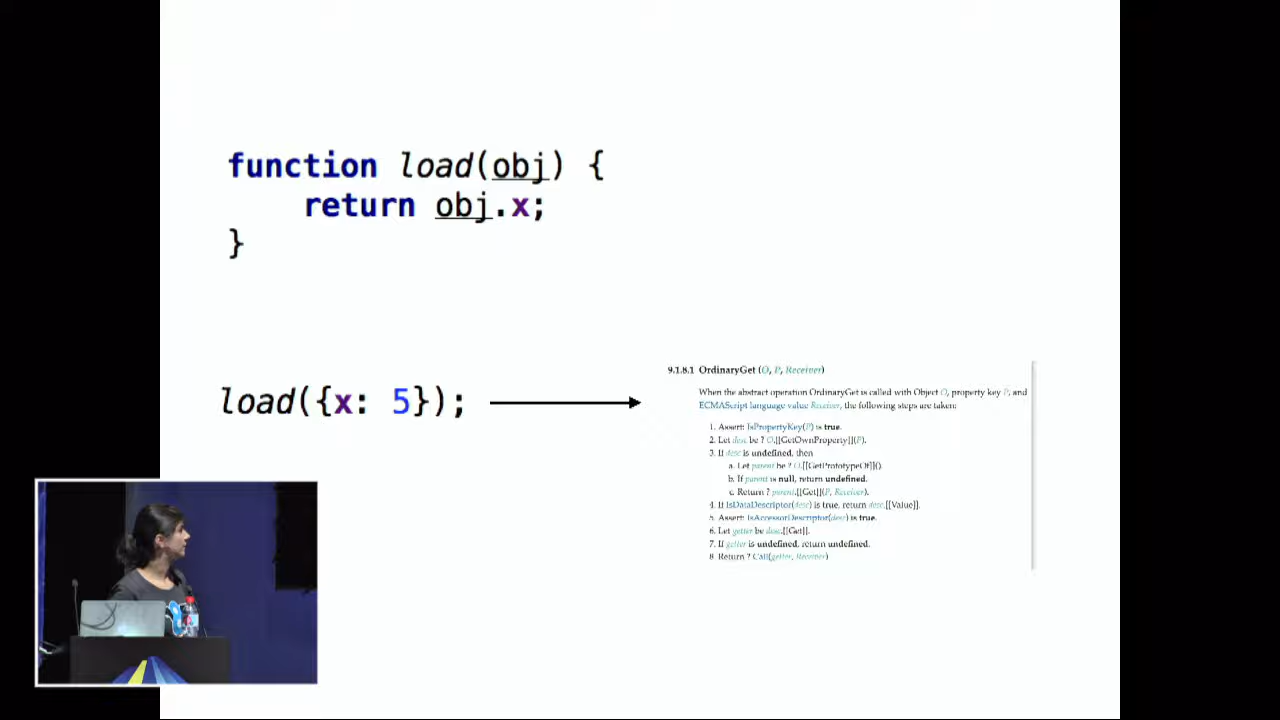 function load(obj) {
return obj.x;
}
load({x: 5});
9.1.8.1 OrdinaryGet (O, P, Receiver)
When the abstract operation OrdinaryGet is called with Object O, property key P, and
ECMAScript language value Receiver, the following steps are taken:
1. Assert: IsPropertyKey(P) is true.
2. Let desc be ? O.[[GetOwnProperty]](P).
3. If desc is undefined, then
a. Let parent be ? O.[[GetPrototypeOf]]().
b. If parent is null, return undefined.
c. Return ? parent.[[Get]](P, Receiver).
4. If IsDataDescriptor(desc) is true, return desc.[[Value]].
5. Assert: IsAccessorDescriptor(desc) is true.
6. Let getter be desc.[[Get]].
7. If getter is undefined, return undefined.
8 Return ? Call(getter, Receiver)